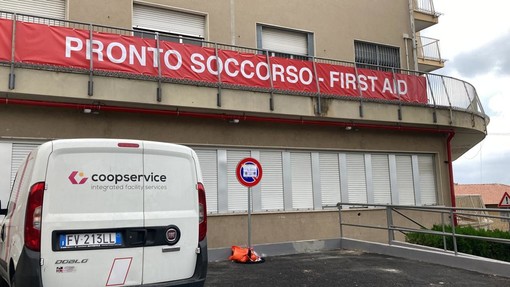 PRONTO SOCCORSO - FIRST AID
coopservice
integrated facility services
FV 213LL
DOBLÒ